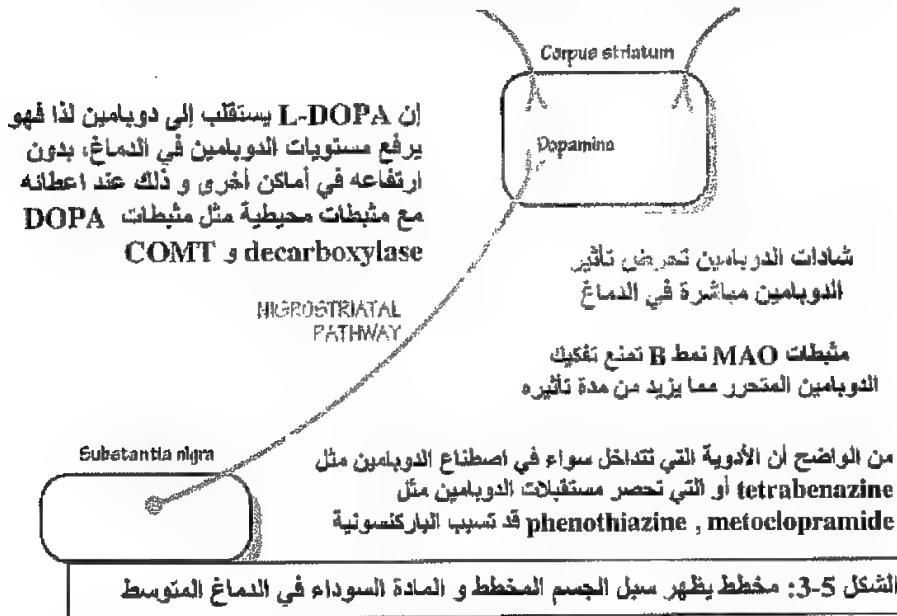 Corpus striatum
إن L-DOPA يستقلب إلى دوبامين لذا فهو
يرفع مستويات الدوبامين في الدماغ، بدون
ارتفاعه في أماكن أخرى و ذلك عند اعطائه
مع مثبطات محيطية مثل مثبطات DOPA
decarboxylase و COMT
Dopamine
شادات الدوبامين تحرض تأثير
الدوبامين مباشرة في الدماغ
NIGROSTRIATAL
PATHWAY
مثبطات MAO نمط B تمنع تفكيك
الدوبامين المتحرر مما يزيد من مدة تأثيره
Substantia nigra
من الواضح أن الأدوية التي تتداخل سواء في اصطناع الدوبامين مثل
tetrabenazine أو التي تحصر مستقبلات الدوبامين مثل
phenothiazine , metoclopramide قد تسبب الباركنسونية
الشكل 5-3: مخطط يظهر سبل الجسم المخطط و المادة السوداء في الدماغ المتوسط